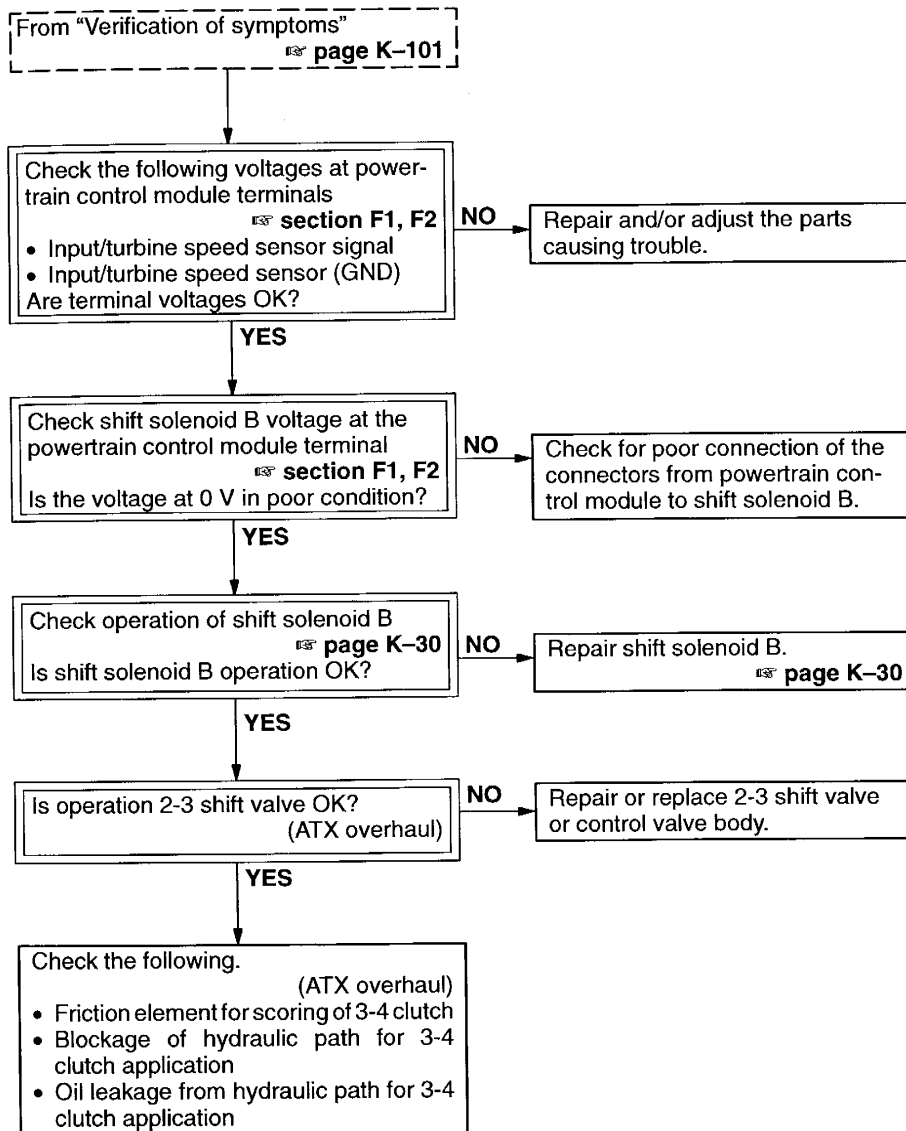 From “Verification of symptoms”
☞ page K–101
Check the following voltages at power-
train control module terminals
☞ section F1, F2
• Input/turbine speed sensor signal
• Input/turbine speed sensor (GND)
Are terminal voltages OK?
NO
Repair and/or adjust the parts
causing trouble.
YES
Check shift solenoid B voltage at the
powertrain control module terminal
☞ section F1, F2
Is the voltage at 0 V in poor condition?
NO
Check for poor connection of the
connectors from powertrain con-
trol module to shift solenoid B.
YES
Check operation of shift solenoid B
☞ page K–30
Is shift solenoid B operation OK?
NO
Repair shift solenoid B.
☞ page K–30
YES
Is operation 2-3 shift valve OK?
(ATX overhaul)
NO
Repair or replace 2-3 shift valve
or control valve body.
YES
Check the following.
(ATX overhaul)
• Friction element for scoring of 3-4 clutch
• Blockage of hydraulic path for 3-4
clutch application
• Oil leakage from hydraulic path for 3-4
clutch application